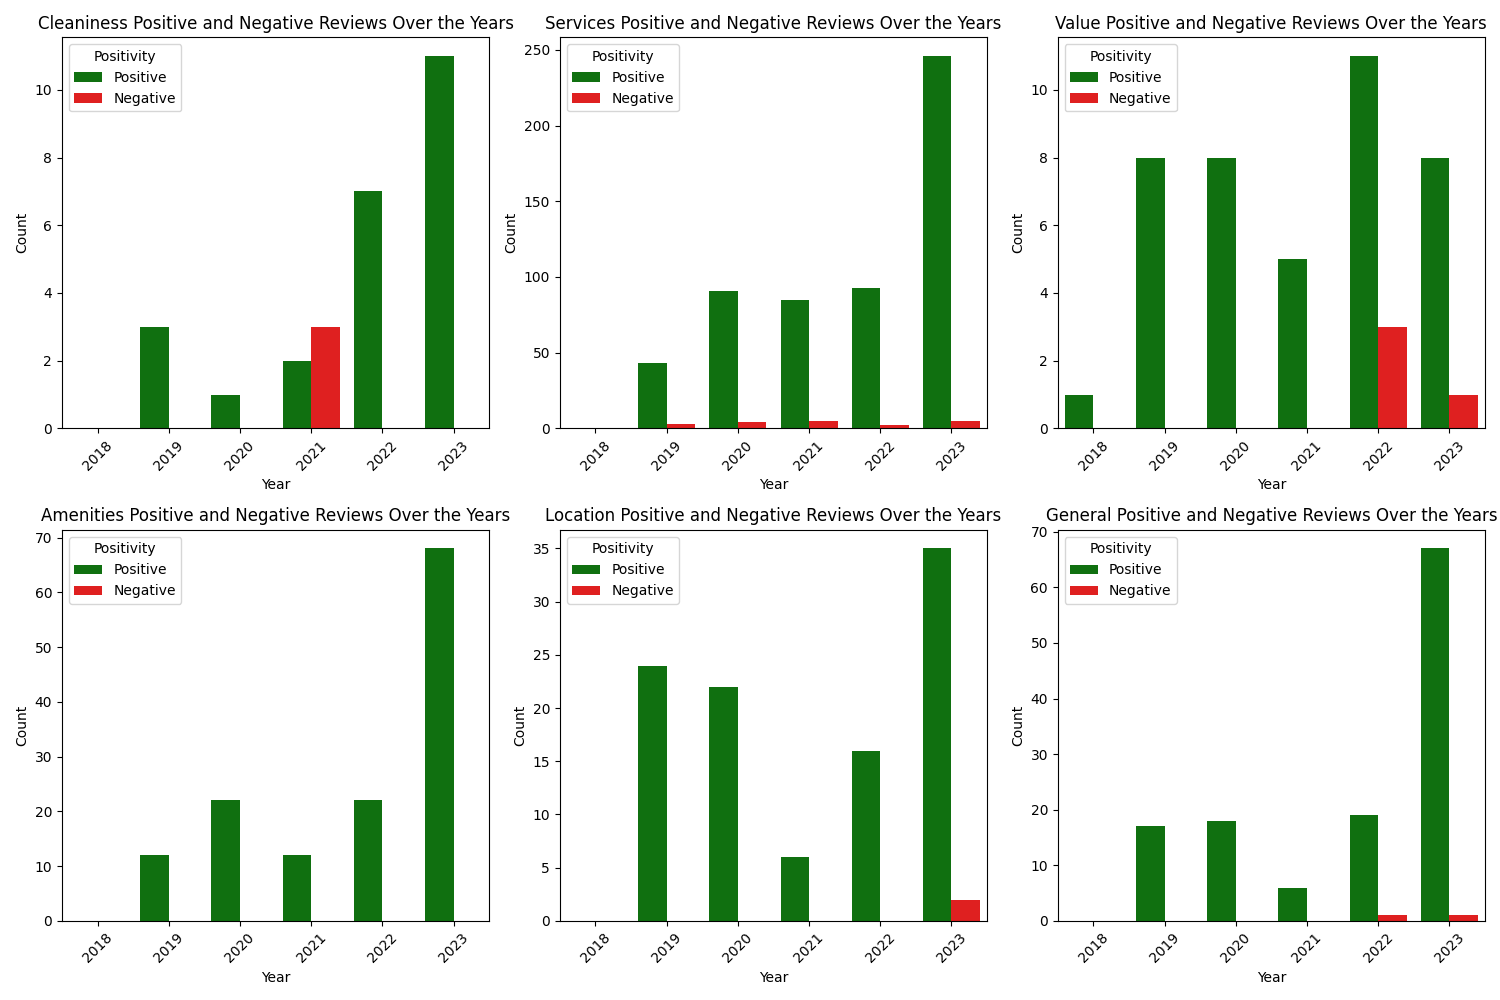 Cleaniness Positive and Negative Reviews Over the Years
Positivity
Positive
Negative
10
8
6
4
2
0
Count
2018
2019
2020
2021
2022
2023
Year
Services Positive and Negative Reviews Over the Years
Positivity
Positive
Negative
250
200
150
100
50
0
Count
2018
2019
2020
2021
2022
2023
Year
Value Positive and Negative Reviews Over the Years
Positivity
Positive
Negative
10
8
6
4
2
0
Count
2018
2019
2020
2021
2022
2023
Year
Amenities Positive and Negative Reviews Over the Years
Positivity
Positive
Negative
70
60
50
40
30
20
10
0
Count
2018
2019
2020
2021
2022
2023
Year
Location Positive and Negative Reviews Over the Years
Positivity
Positive
Negative
35
30
25
20
15
10
5
0
Count
2018
2019
2020
2021
2022
2023
Year
General Positive and Negative Reviews Over the Years
Positivity
Positive
Negative
70
60
50
40
30
20
10
0
Count
2018
2019
2020
2021
2022
2023
Year